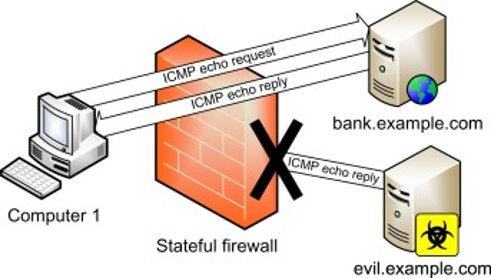 ICMP echo request
ICMP echo reply
bank.example.com
ICMP echo reply
Computer 1
Stateful firewall
evil.example.com